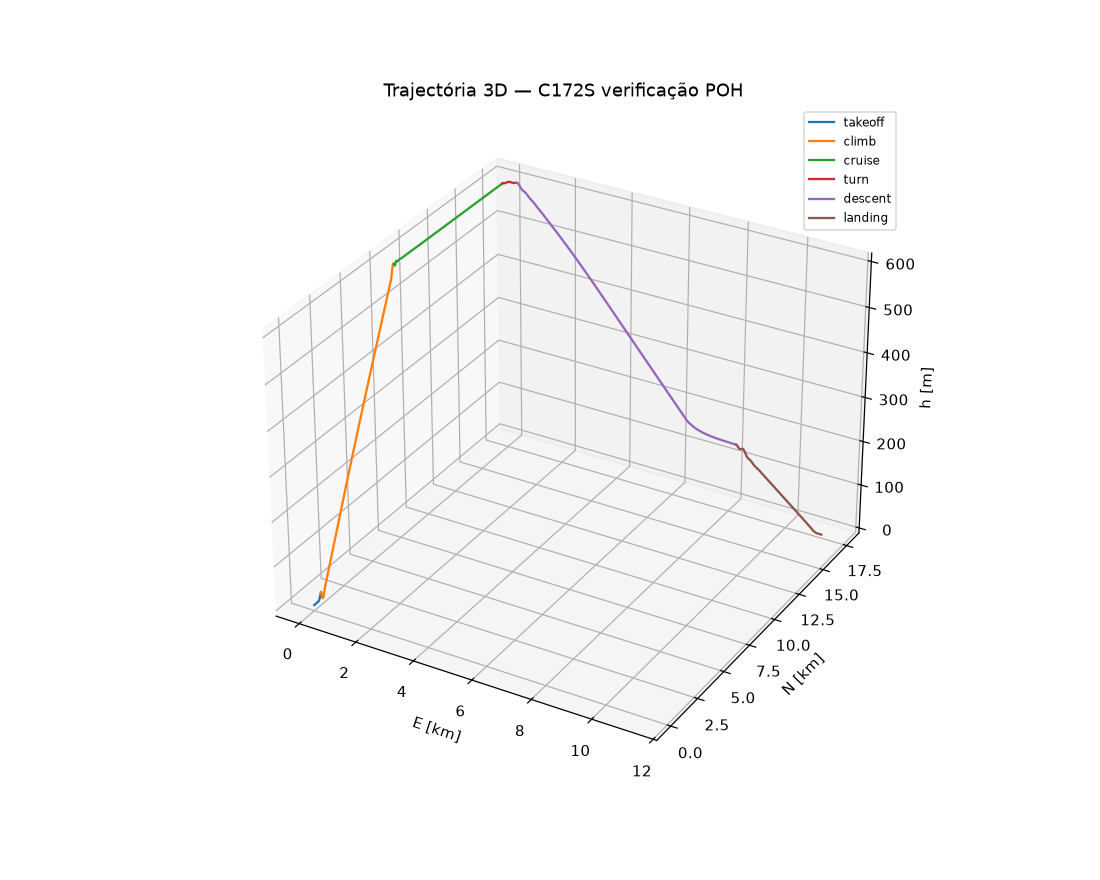 Trajectória 3D — C172S verificação POH
takeoff
climb
cruise
turn
descent
landing
600
500
400
300
200
100
0
h [m]
17.5
15.0
12.5
10.0
7.5
5.0
2.5
0.0
N [km]
0
2
4
6
8
10
12
E [km]